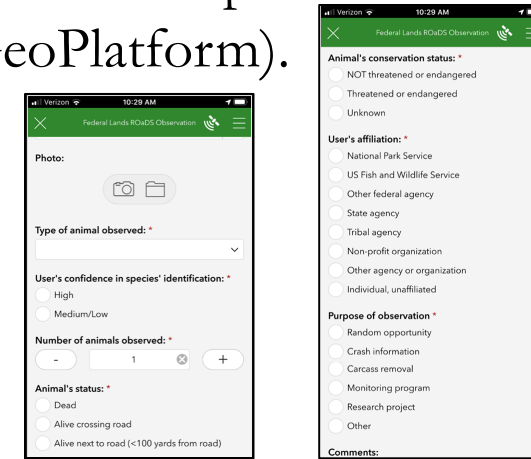 eoPlatform).
Verizon 10:29 AM
Federal Lands ROaDS Observation
Photo:
Type of animal observed: *
User's confidence in species' identification: *
High
Medium/Low
Number of animals observed: *
- 1 +
Animal's status: *
Dead
Alive crossing road
Alive next to road (<100 yards from road)
Verizon 10:29 AM
Federal Lands ROaDS Observation
Animal's conservation status: *
NOT threatened or endangered
Threatened or endangered
Unknown
User's affiliation: *
National Park Service
US Fish and Wildlife Service
Other federal agency
State agency
Tribal agency
Non-profit organization
Other agency or organization
Individual, unaffiliated
Purpose of observation *
Random opportunity
Crash information
Carcass removal
Monitoring program
Research project
Other
Comments: